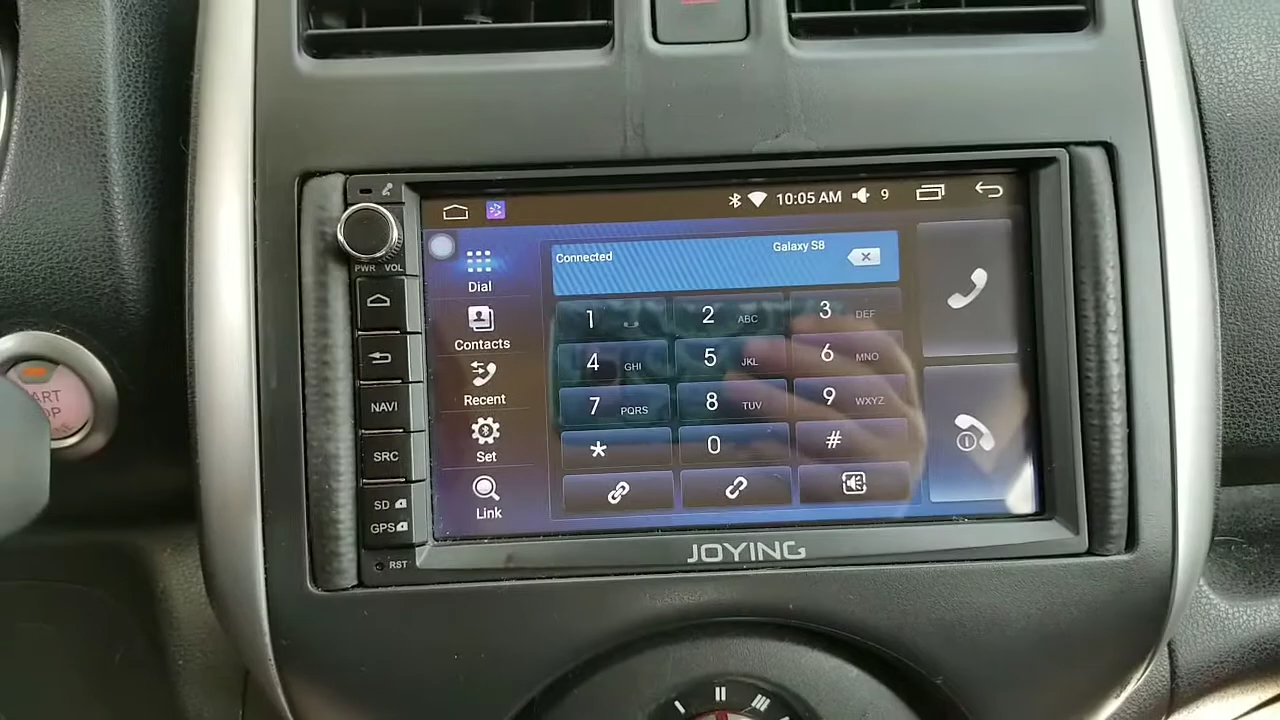 10:05 AM 9
PWR VOL
NAVI
SRC
SD
GPS
RST
Dial
Contacts
Recent
Set
Link
Connected
Galaxy S8
1
2 ABC
3 DEF
4 GHI
5 JKL
6 MNO
7 PQRS
8 TUV
9 WXYZ
*
0
#
JOYING